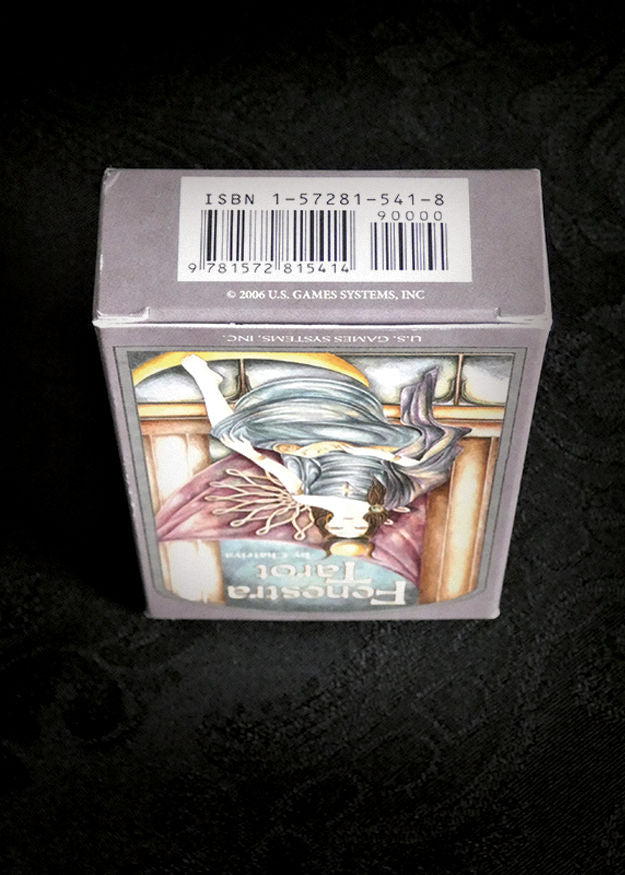 ISBN 1-57281-541-8
90000
9 781572 815414
© 2006 U.S. GAMES SYSTEMS, INC
U.S. GAMES SYSTEMS, INC.
Fenestra
Tarot
by Chatriya